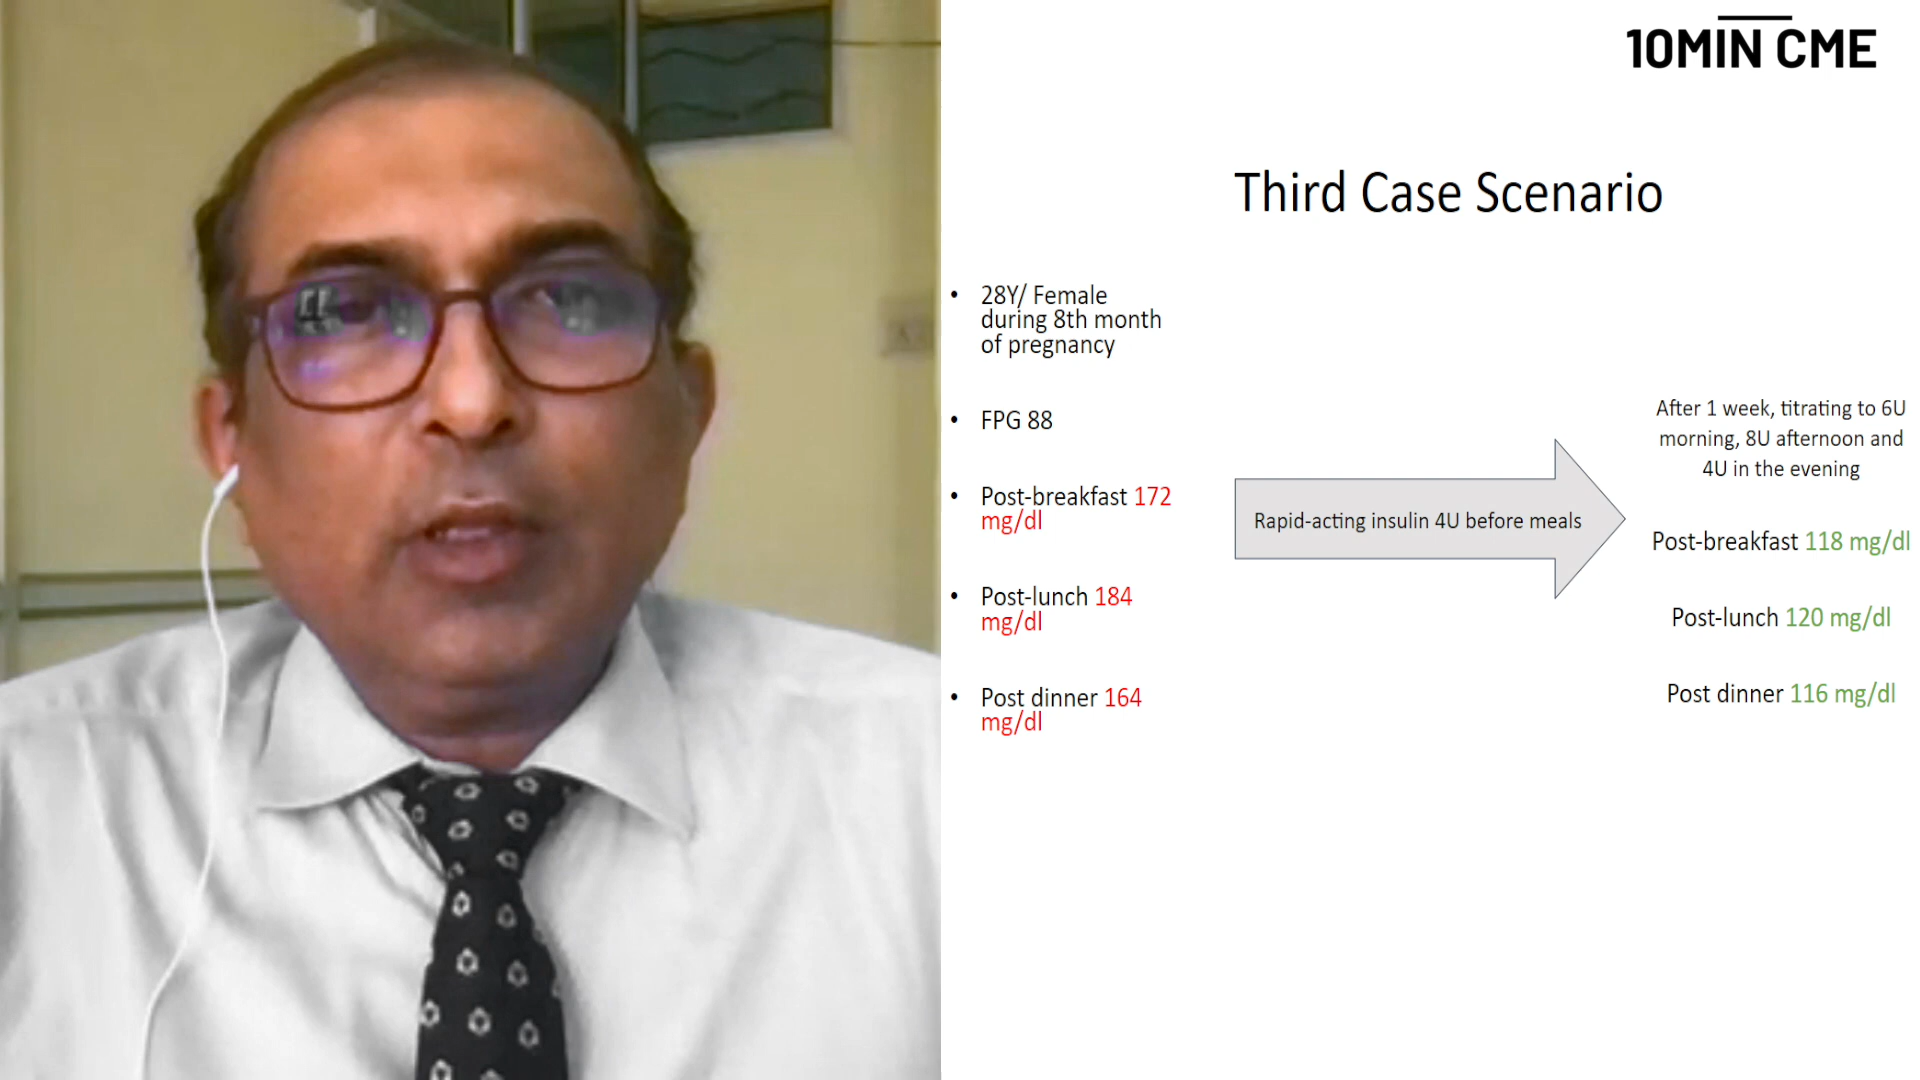 10MIN CME
Third Case Scenario
• 28Y/ Female
during 8th month
of pregnancy
• FPG 88
• Post-breakfast 172
mg/dl
• Post-lunch 184
mg/dl
• Post dinner 164
mg/dl
Rapid-acting insulin 4U before meals
After 1 week, titrating to 6U
morning, 8U afternoon and
4U in the evening
Post-breakfast 118 mg/dl
Post-lunch 120 mg/dl
Post dinner 116 mg/dl